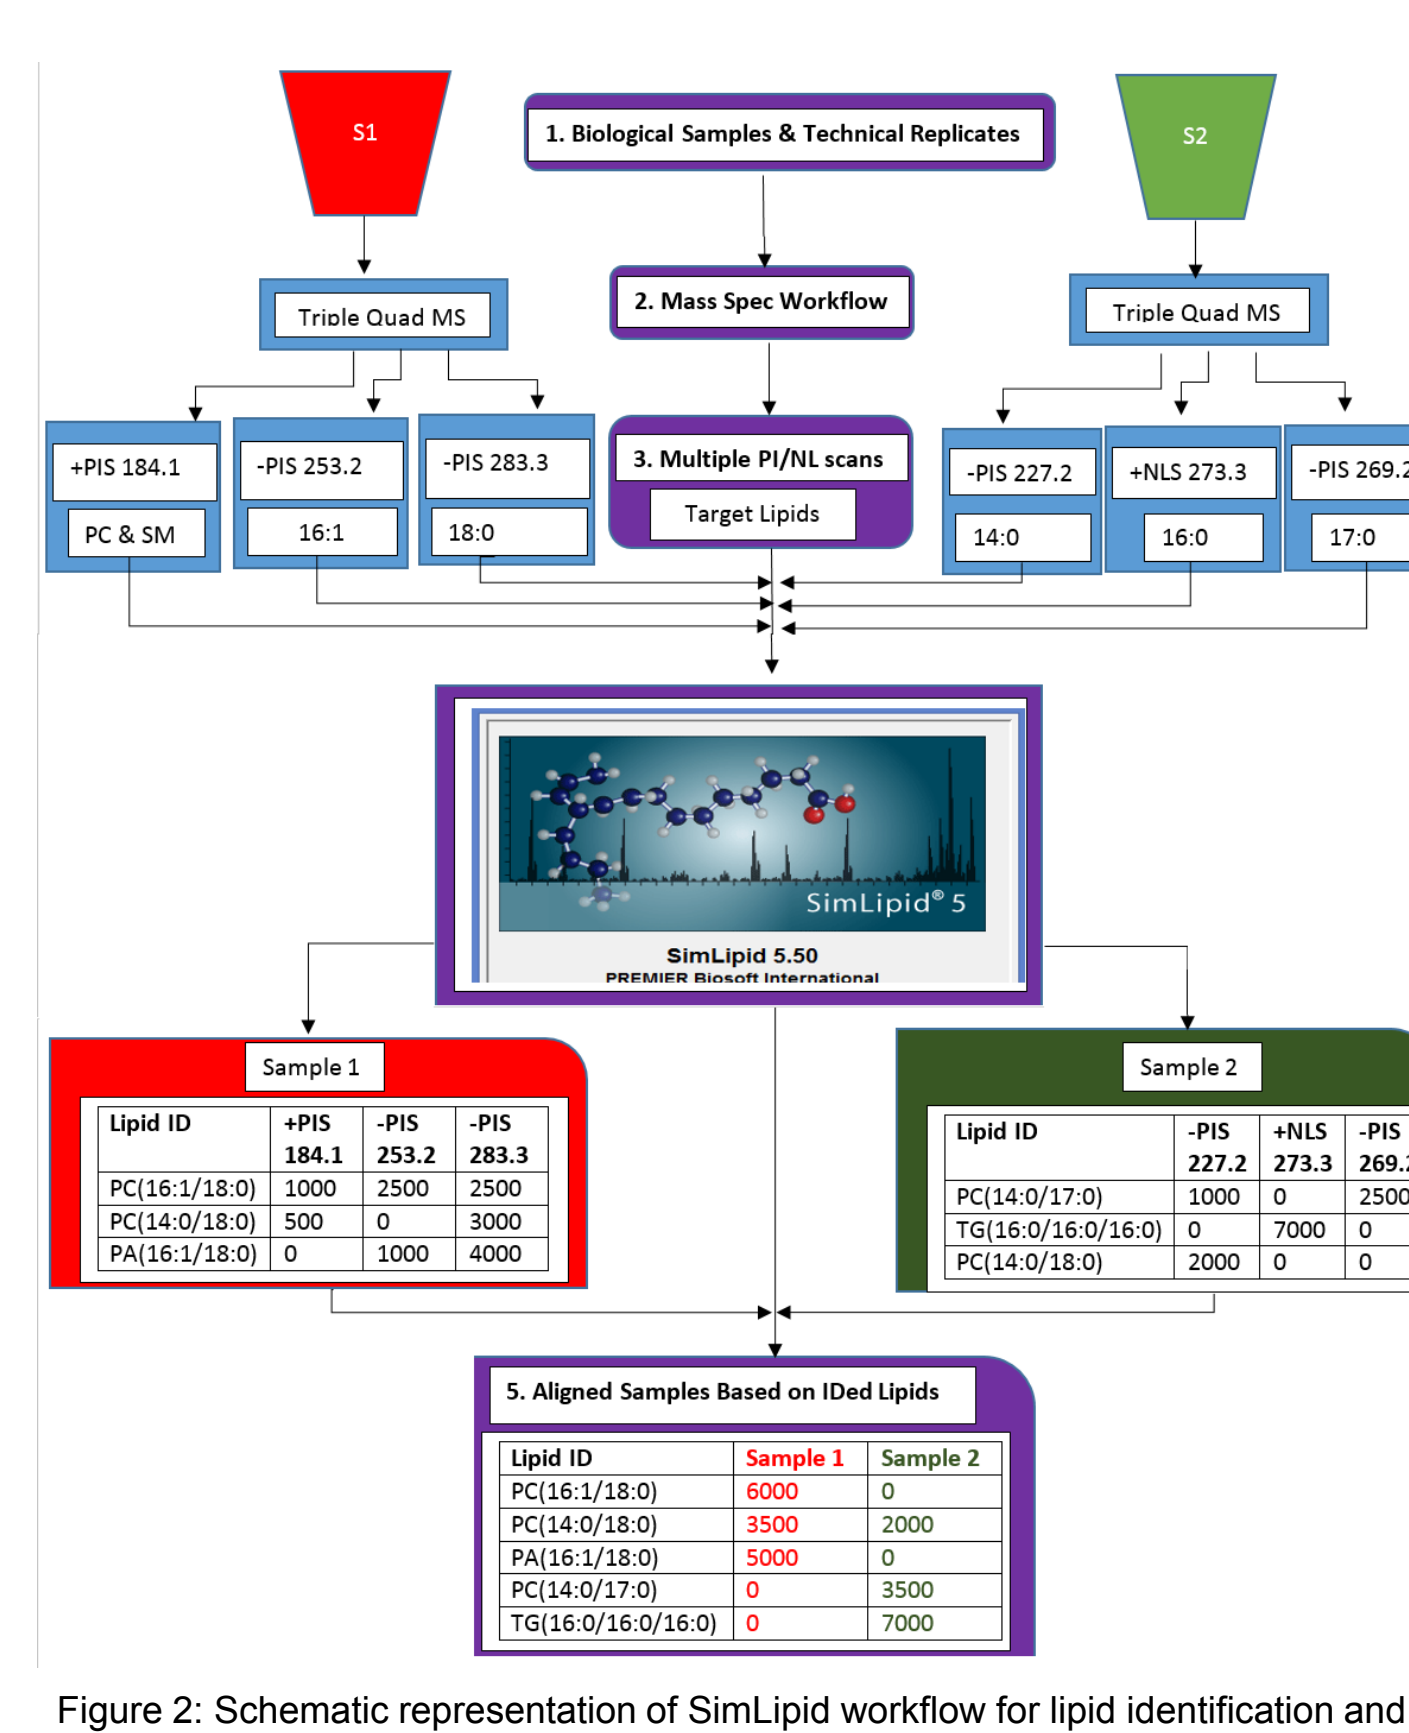 S1
1. Biological Samples & Technical Replicates
S2
Triple Quad MS
2. Mass Spec Workflow
Triple Quad MS
+PIS 184.1
PC & SM
-PIS 253.2
16:1
-PIS 283.3
18:0
3. Multiple PI/NL scans
Target Lipids
-PIS 227.2
14:0
+NLS 273.3
16:0
-PIS 269.2
17:0
SimLipid® 5
SimLipid 5.50
PREMIER Biosoft International
Sample 1
Lipid ID +PIS 184.1 -PIS 253.2 -PIS 283.3
PC(16:1/18:0) 1000 2500 2500
PC(14:0/18:0) 500 0 3000
PA(16:1/18:0) 0 1000 4000
Sample 2
Lipid ID -PIS 227.2 +NLS 273.3 -PIS 269.2
PC(14:0/17:0) 1000 0 2500
TG(16:0/16:0/16:0) 0 7000 0
PC(14:0/18:0) 2000 0 0
5. Aligned Samples Based on IDed Lipids
Lipid ID Sample 1 Sample 2
PC(16:1/18:0) 6000 0
PC(14:0/18:0) 3500 2000
PA(16:1/18:0) 5000 0
PC(14:0/17:0) 0 3500
TG(16:0/16:0/16:0) 0 7000
Figure 2: Schematic representation of SimLipid workflow for lipid identification and